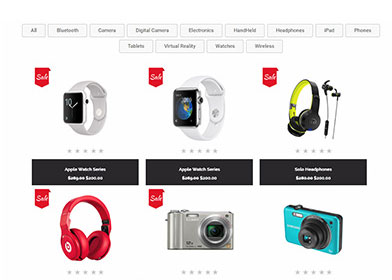 All Bluetooth Camera Digital Camera Electronics HandHeld Headphones iPad Phones
Tablets Virtual Reality Watches Wireless
Sale Sale Sale
Apple Watch Series Apple Watch Series Solo Headphones
$269.00 $200.00 $269.00 $200.00 $280.00 $200.00
Sale Sale